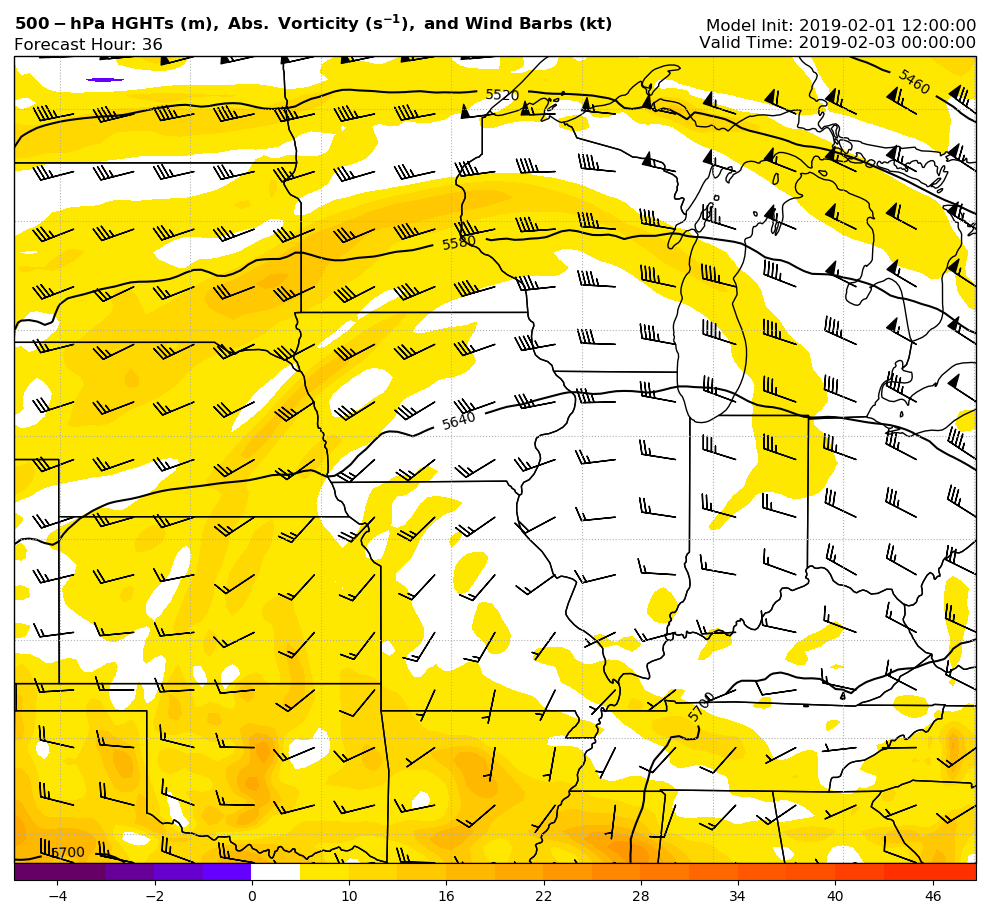 500 − hPa HGHTs (m), Abs. Vorticity (s⁻¹), and Wind Barbs (kt)
Model Init: 2019-02-01 12:00:00
Forecast Hour: 36
Valid Time: 2019-02-03 00:00:00
5460
5520
5580
5640
5700
5700
−4 −2 0 10 16 22 28 34 40 46